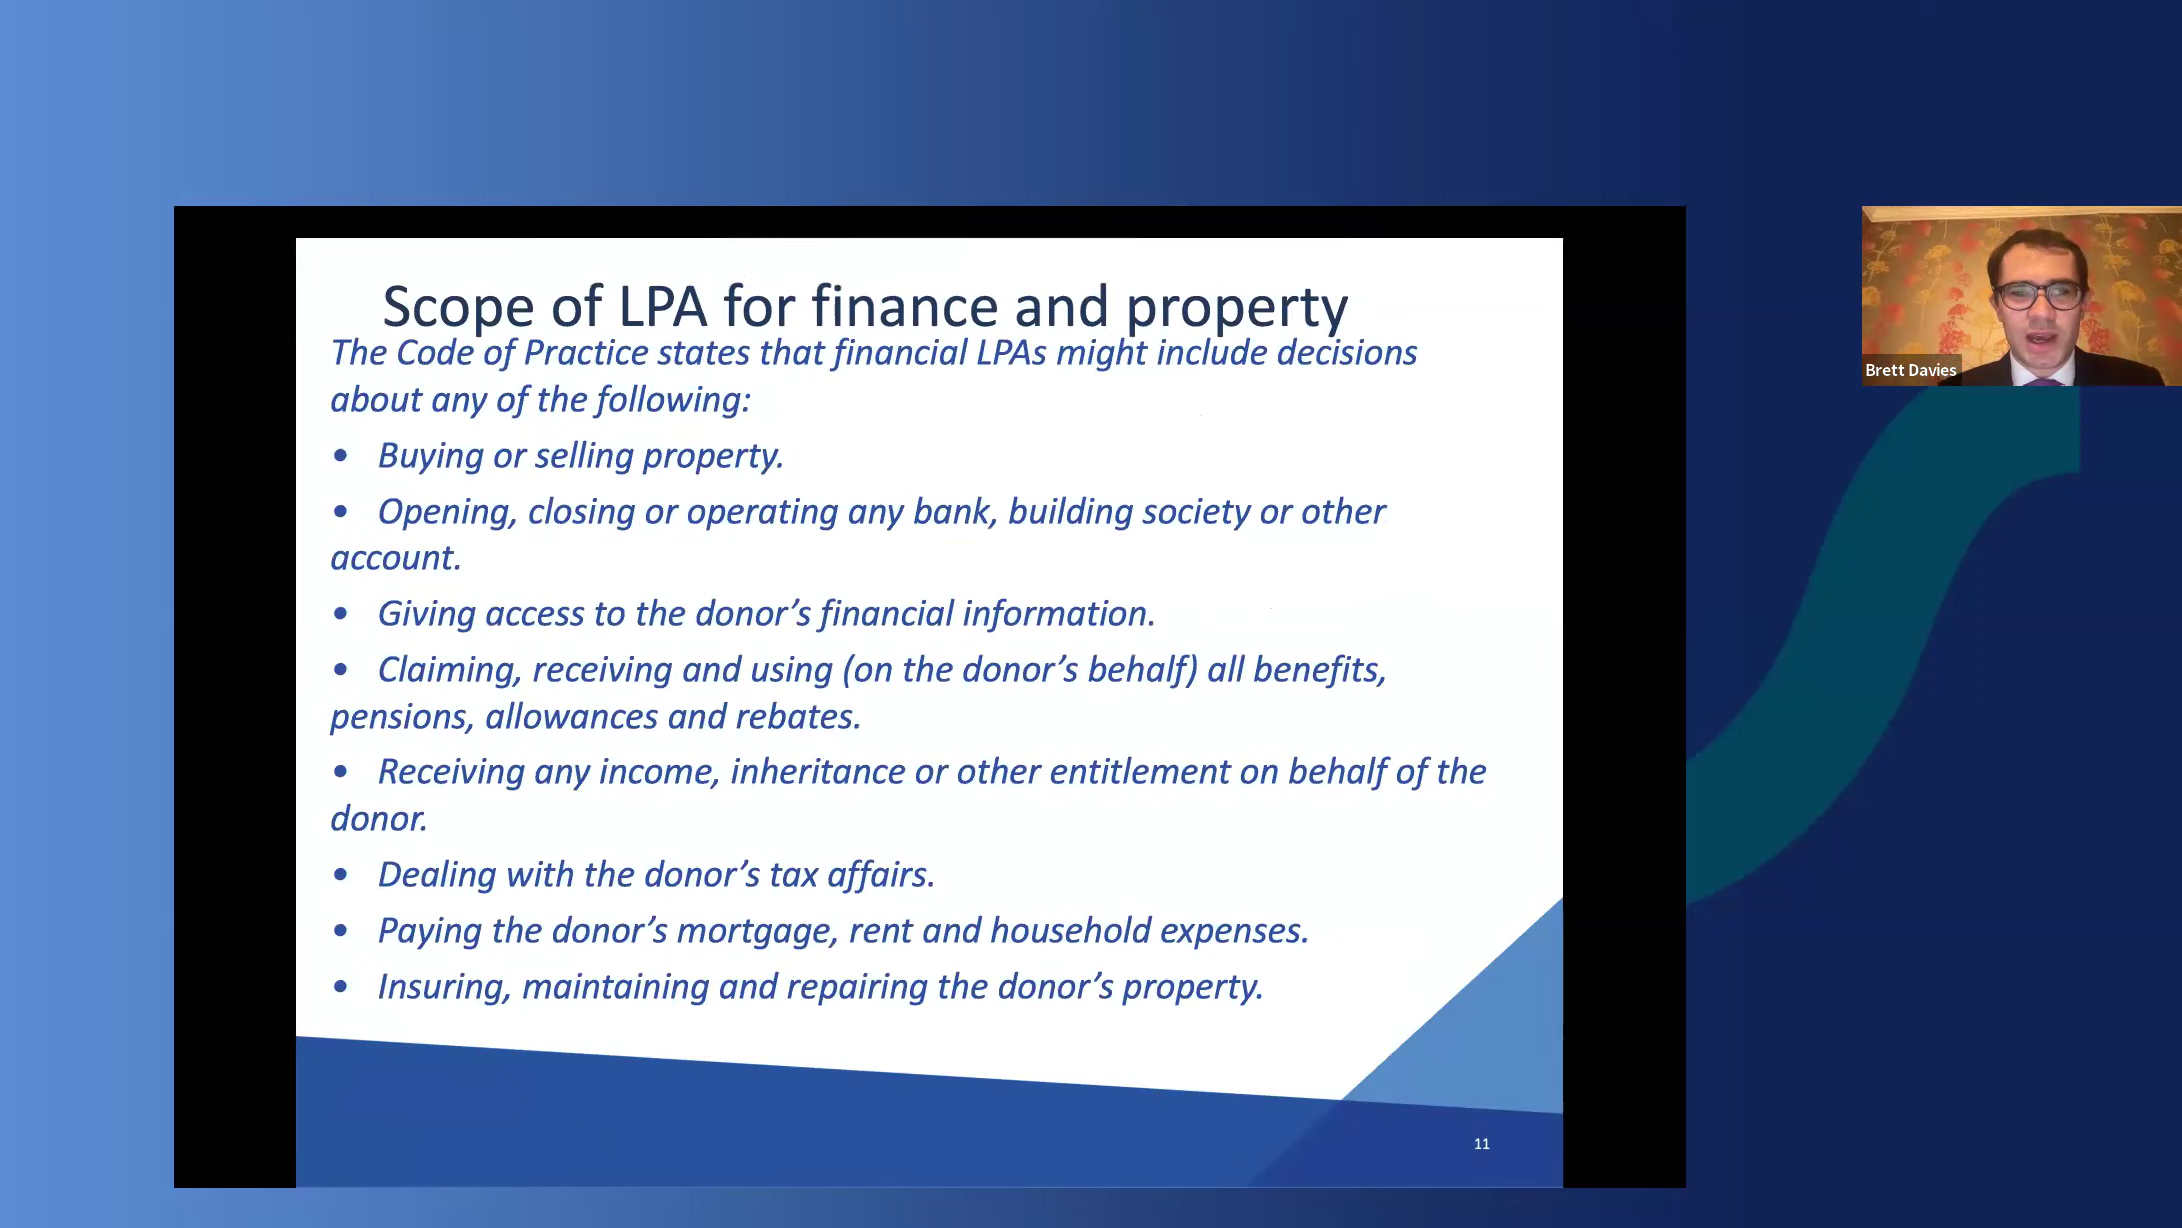 Scope of LPA for finance and property
The Code of Practice states that financial LPAs might include decisions
about any of the following:
• Buying or selling property.
• Opening, closing or operating any bank, building society or other
account.
• Giving access to the donor’s financial information.
• Claiming, receiving and using (on the donor’s behalf) all benefits,
pensions, allowances and rebates.
• Receiving any income, inheritance or other entitlement on behalf of the
donor.
• Dealing with the donor’s tax affairs.
• Paying the donor’s mortgage, rent and household expenses.
• Insuring, maintaining and repairing the donor’s property.
11
Brett Davies